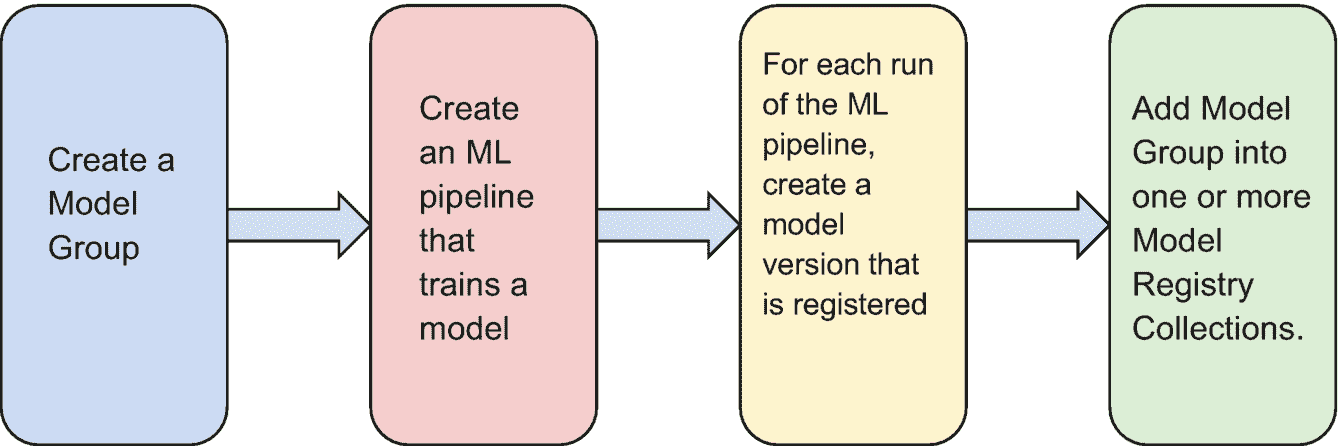 Create a
Model
Group
Create
an ML
pipeline
that
trains a
model
For each run
of the ML
pipeline,
create a
model
version that
is registered
Add Model
Group into
one or more
Model
Registry
Collections.